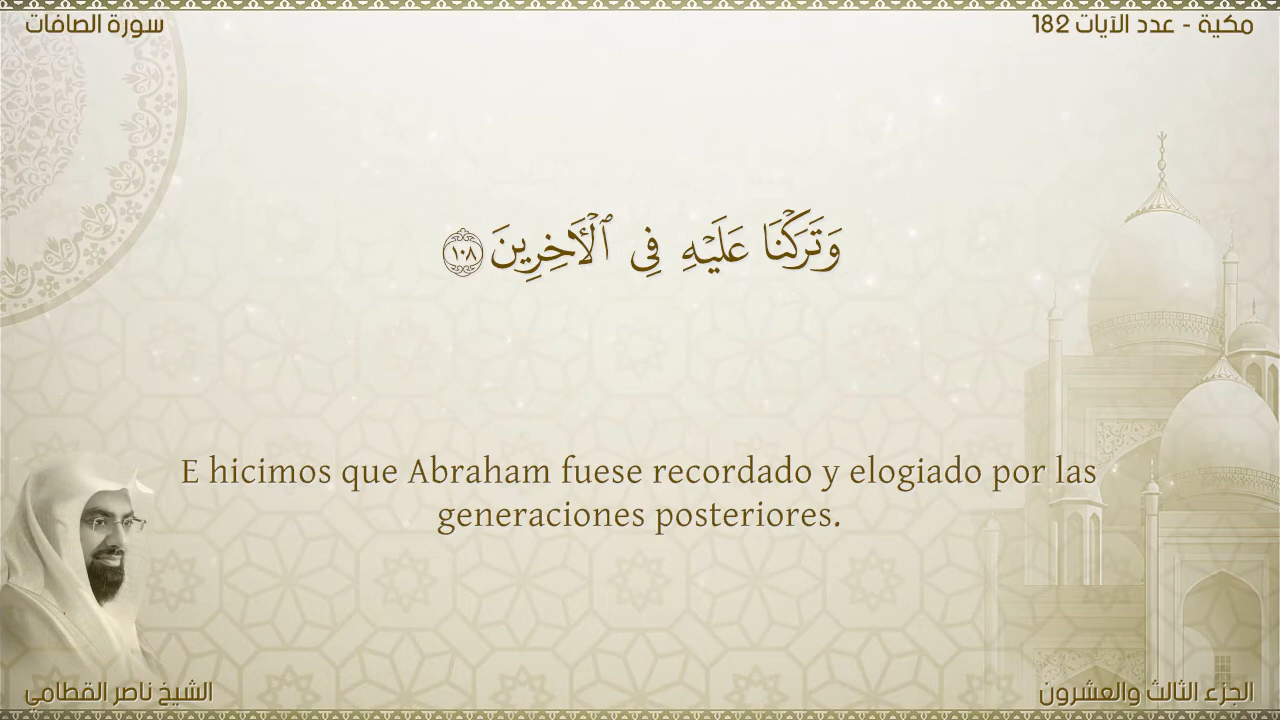 سورة الصافات
مكية - عدد الآيات 182
وَتَرَكْنَا عَلَيْهِ فِى ٱلْـَٔاخِرِينَ ١٠٨
E hicimos que Abraham fuese recordado y elogiado por las
generaciones posteriores.
الشيخ ناصر القطامي
الجزء الثالث والعشرون